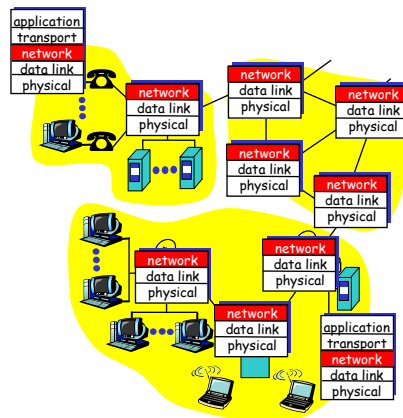 application
transport
network
data link
physical
network
data link
physical
network
data link
physical
network
data link
physical
network
data link
physical
network
data link
physical
network
data link
physical
network
data link
physical
network
data link
physical
application
transport
network
data link
physical